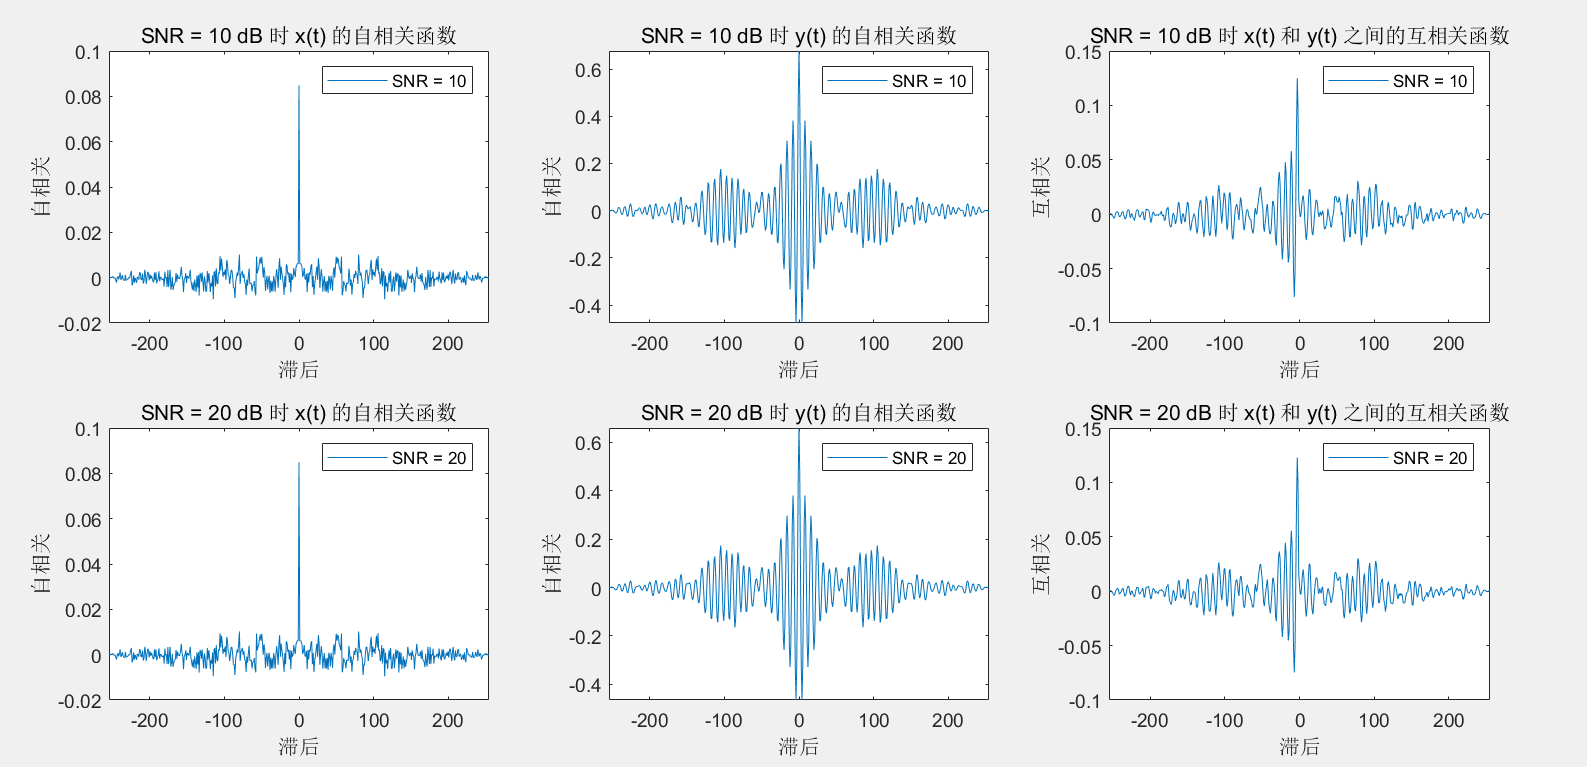 SNR = 10 dB 时 x(t) 的自相关函数
SNR = 10
0.1
0.08
0.06
0.04
0.02
0
-0.02
自相关
-200 -100 0 100 200
滞后
SNR = 10 dB 时 y(t) 的自相关函数
SNR = 10
0.6
0.4
0.2
0
-0.2
-0.4
自相关
-200 -100 0 100 200
滞后
SNR = 10 dB 时 x(t) 和 y(t) 之间的互相关函数
SNR = 10
0.15
0.1
0.05
0
-0.05
-0.1
互相关
-200 -100 0 100 200
滞后
SNR = 20 dB 时 x(t) 的自相关函数
SNR = 20
0.1
0.08
0.06
0.04
0.02
0
-0.02
自相关
-200 -100 0 100 200
滞后
SNR = 20 dB 时 y(t) 的自相关函数
SNR = 20
0.6
0.4
0.2
0
-0.2
-0.4
自相关
-200 -100 0 100 200
滞后
SNR = 20 dB 时 x(t) 和 y(t) 之间的互相关函数
SNR = 20
0.15
0.1
0.05
0
-0.05
-0.1
互相关
-200 -100 0 100 200
滞后